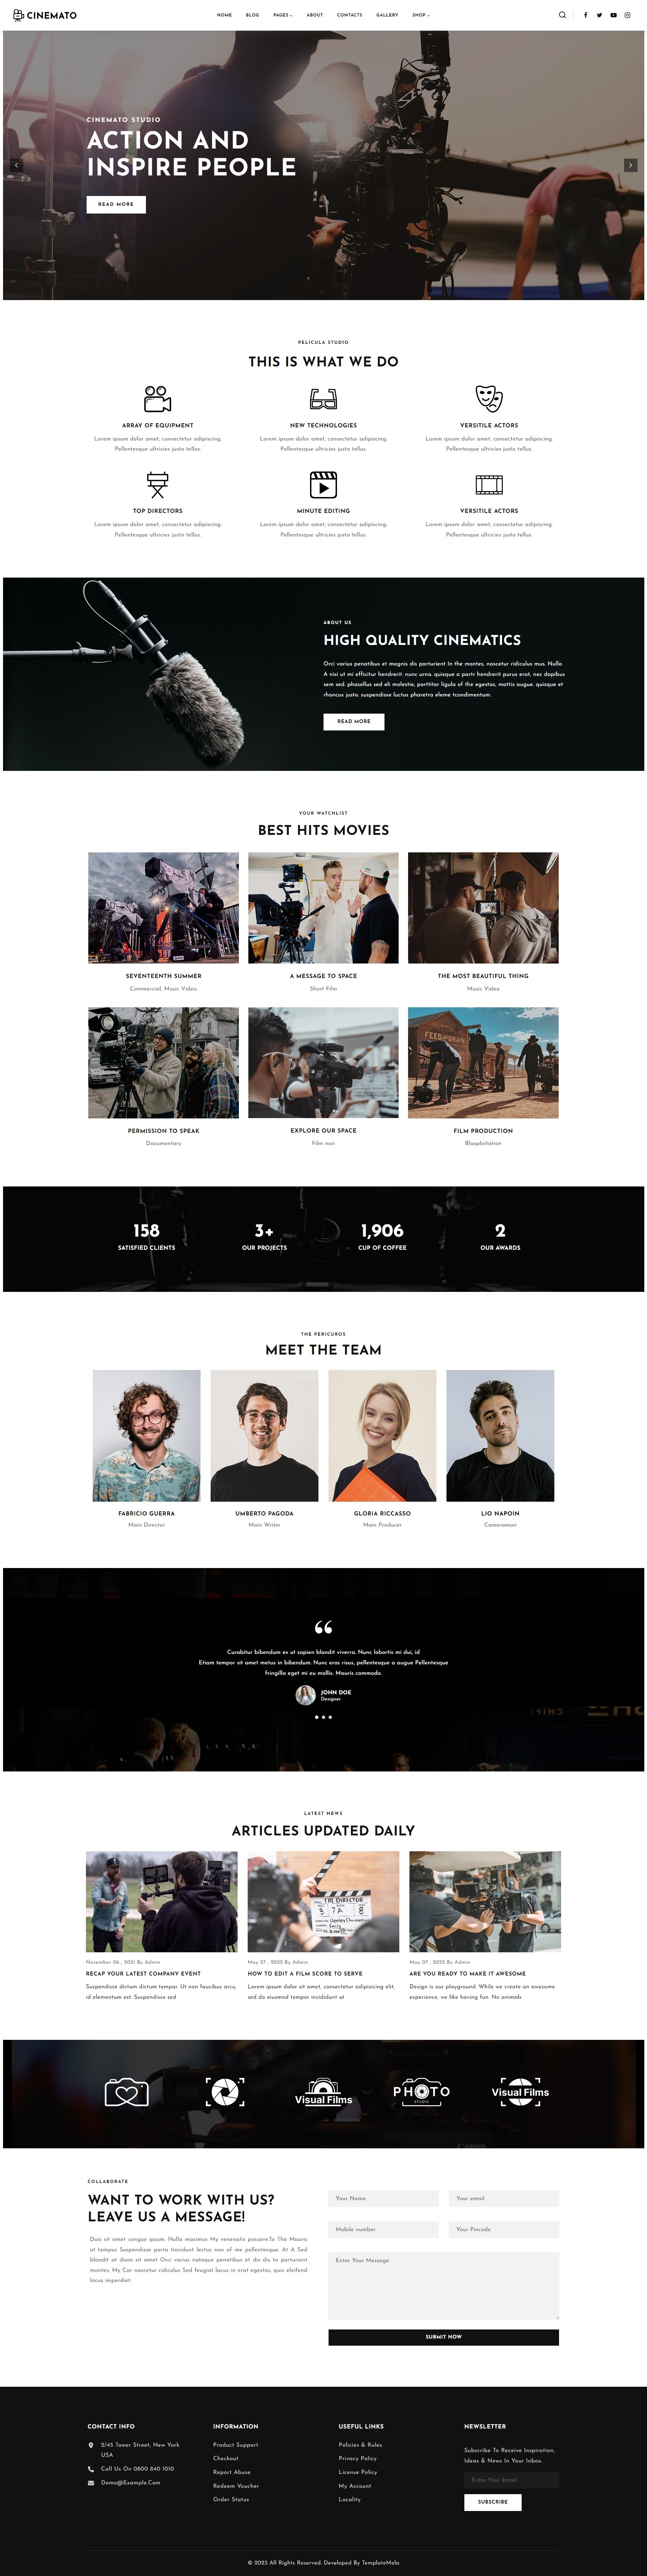 CINEMATO
HOME BLOG PAGES ABOUT CONTACTS GALLERY SHOP
CINEMATO STUDIO
ACTION AND
INSPIRE PEOPLE
READ MORE
PELICULA STUDIO
THIS IS WHAT WE DO
ARRAY OF EQUIPMENT
Lorem ipsum dolor amet, consectetur adipiscing.
Pellentesque ultricies justo tellus.
NEW TECHNOLOGIES
Lorem ipsum dolor amet, consectetur adipiscing.
Pellentesque ultricies justo tellus.
VERSITILE ACTORS
Lorem ipsum dolor amet, consectetur adipiscing.
Pellentesque ultricies justo tellus.
TOP DIRECTORS
Lorem ipsum dolor amet, consectetur adipiscing.
Pellentesque ultricies justo tellus.
MINUTE EDITING
Lorem ipsum dolor amet, consectetur adipiscing.
Pellentesque ultricies justo tellus.
VERSITILE ACTORS
Lorem ipsum dolor amet, consectetur adipiscing.
Pellentesque ultricies justo tellus.
ABOUT US
HIGH QUALITY CINEMATICS
Orci varius penatibus et magnis dis parturient In the montes, nascetur ridiculus mus. Nulla
A nisi ut mi efficitur hendrerit. nunc urna. quisque a partr hendrerit purus erat, nec dapibus
sem sed. phasellus sed eli molestie, porttitor ligula of the egestas, mattis augue. quisque et
rhoncus justo. suspendisse luctus pharetra eleme tcondimentum.
READ MORE
YOUR WATCHLIST
BEST HITS MOVIES
SEVENTEENTH SUMMER
Commercial, Music Video.
A MESSAGE TO SPACE
Short Film
THE MOST BEAUTIFUL THING
Music Video
FEED
GRAIN
PERMISSION TO SPEAK
Documentary
EXPLORE OUR SPACE
Film noir
FILM PRODUCTION
Blaxploitation
158
SATISFIED CLIENTS
3+
OUR PROJECTS
1,906
CUP OF COFFEE
2
OUR AWARDS
THE PERICUROS
MEET THE TEAM
FABRICIO GUERRA
Main Director
UMBERTO PAGODA
Main Writer
GLORIA RICCASSO
Main Producer
LIO NAPOIN
Cameraman
Curabitur bibendum ex ut sapien blandit viverra. Nunc lobortis mi dui, id
Etiam tempor sit amet metus in bibendum. Nunc eros risus, pellentesque a augue Pellentesque
fringilla eget mi eu mollis. Mauris commodo.
JOHN DOE
Designer
LATEST NEWS
ARTICLES UPDATED DAILY
THE DIRECTOR
3 7A 8
November 06 , 2021 By Admin
RECAP YOUR LATEST COMPANY EVENT
Suspendisse dictum dictum tempor. Ut non faucibus arcu,
id elementum est. Suspendisse sed
May 27 , 2022 By Admin
HOW TO EDIT A FILM SCORE TO SERVE
Lorem ipsum dolor sit amet, consectetur adipisicing elit,
sed do eiusmod tempor incididunt ut
May 07 , 2022 By Admin
ARE YOU READY TO MAKE IT AWESOME
Design is our playground. While we create an awesome
experience, we like having fun. No animals
Visual Films
PHOTO
STUDIO
Visual Films
Canon
COLLABORATE
WANT TO WORK WITH US?
LEAVE US A MESSAGE!
Duis sit amet congue ipsum. Nulla maximus My venenatis posuere.To The Mauris
ut tempus Suspendisse porta tincidunt lectus non of me pellentesque. At A Sed
blandit at diam sit amet Orci varius natoque penatibus et dis dis to parturient
montes, My Car nascetur ridiculus Sed feugiat lacus in erat egestas, quis eleifend
lacus imperdiet.
Your Name
Your email
Mobile number
Your Pincode
Enter Your Message
SUBMIT NOW
CONTACT INFO
2/45 Tower Street, New York
USA
Call Us On 0800 840 1010
Demo@Example.Com
INFORMATION
Product Support
Checkout
Report Abuse
Redeem Voucher
Order Status
USEFUL LINKS
Policies & Rules
Privacy Policy
License Policy
My Account
Locality
NEWSLETTER
Subscribe To Receive Inspiration,
Ideas & News In Your Inbox.
Enter Your Email
SUBSCRIBE
© 2023 All Rights Reserved. Developed By TemplateMela